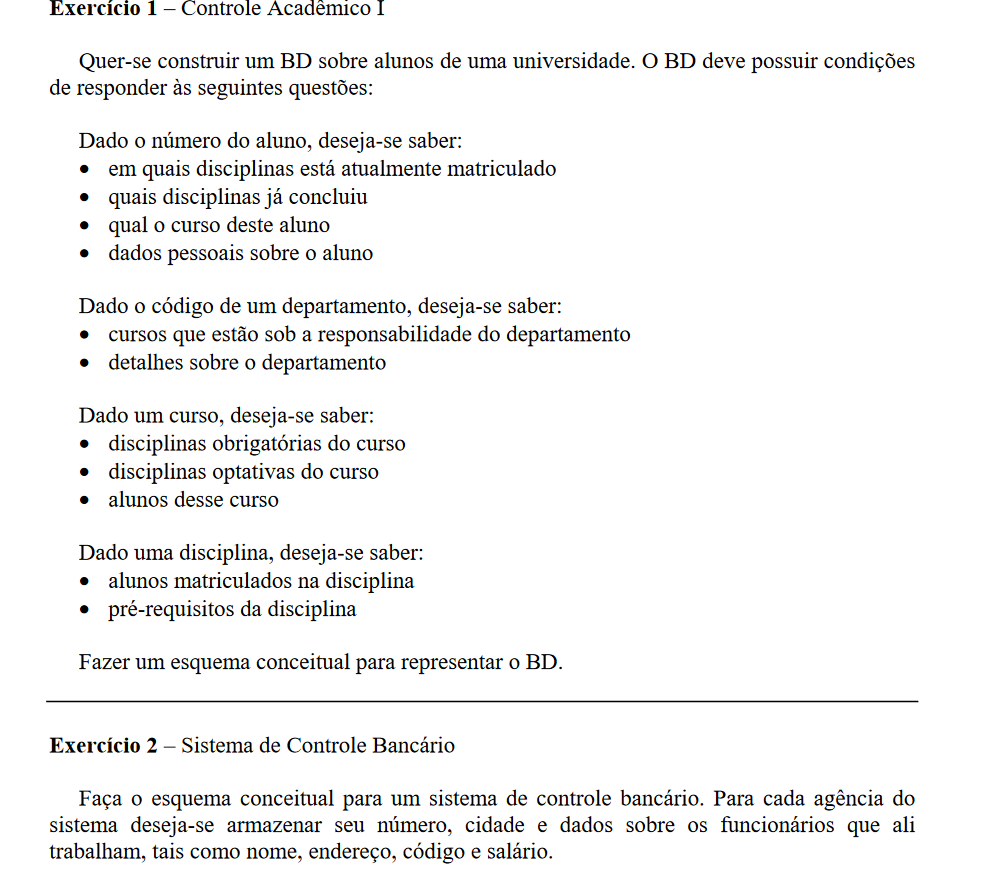 Exercício 1 – Controle Acadêmico I
Quer-se construir um BD sobre alunos de uma universidade. O BD deve possuir condições
de responder às seguintes questões:
Dado o número do aluno, deseja-se saber:
• em quais disciplinas está atualmente matriculado
• quais disciplinas já concluiu
• qual o curso deste aluno
• dados pessoais sobre o aluno
Dado o código de um departamento, deseja-se saber:
• cursos que estão sob a responsabilidade do departamento
• detalhes sobre o departamento
Dado um curso, deseja-se saber:
• disciplinas obrigatórias do curso
• disciplinas optativas do curso
• alunos desse curso
Dado uma disciplina, deseja-se saber:
• alunos matriculados na disciplina
• pré-requisitos da disciplina
Fazer um esquema conceitual para representar o BD.
Exercício 2 – Sistema de Controle Bancário
Faça o esquema conceitual para um sistema de controle bancário. Para cada agência do
sistema deseja-se armazenar seu número, cidade e dados sobre os funcionários que ali
trabalham, tais como nome, endereço, código e salário.